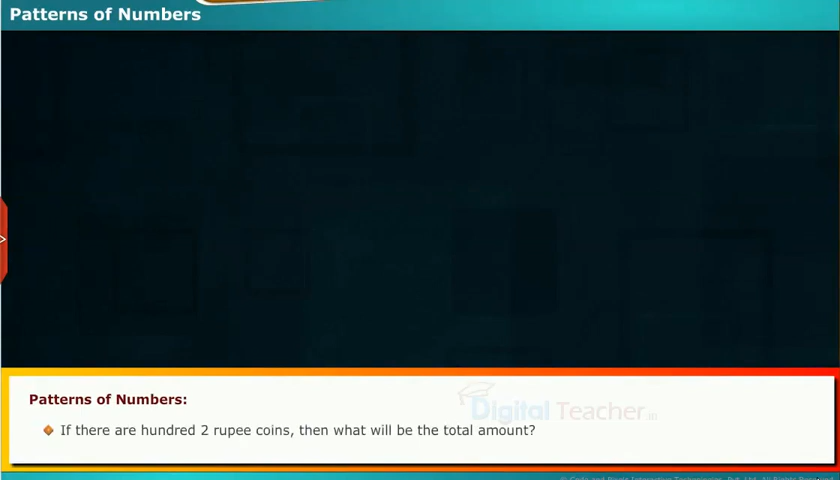 Patterns of Numbers
Patterns of Numbers:
Digital Teacher.in
If there are hundred 2 rupee coins, then what will be the total amount?